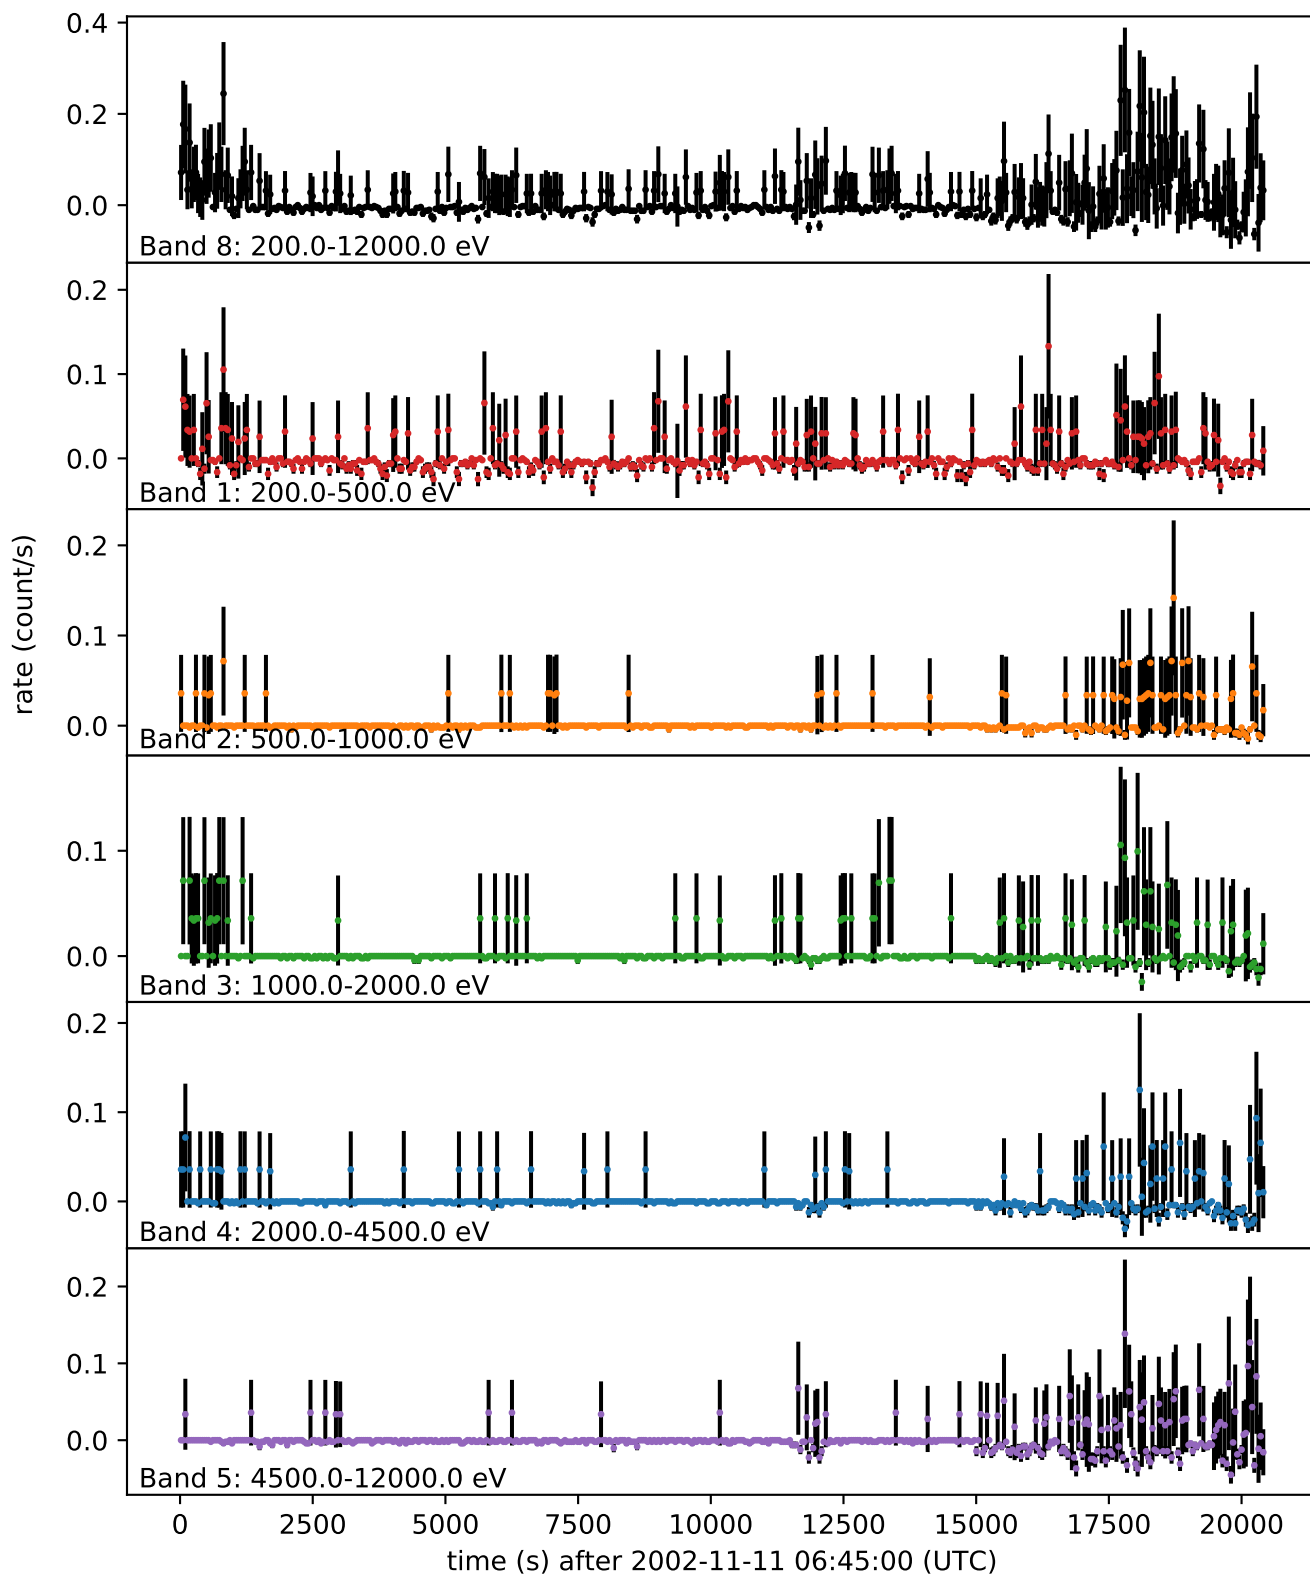 0.4
0.2
0.0
Band 8: 200.0-12000.0 eV
0.2
0.1
0.0
Band 1: 200.0-500.0 eV
rate (count/s)
0.2
0.1
0.0
Band 2: 500.0-1000.0 eV
0.1
0.0
Band 3: 1000.0-2000.0 eV
0.2
0.1
0.0
Band 4: 2000.0-4500.0 eV
0.2
0.1
0.0
Band 5: 4500.0-12000.0 eV
0 2500 5000 7500 10000 12500 15000 17500 20000
time (s) after 2002-11-11 06:45:00 (UTC)